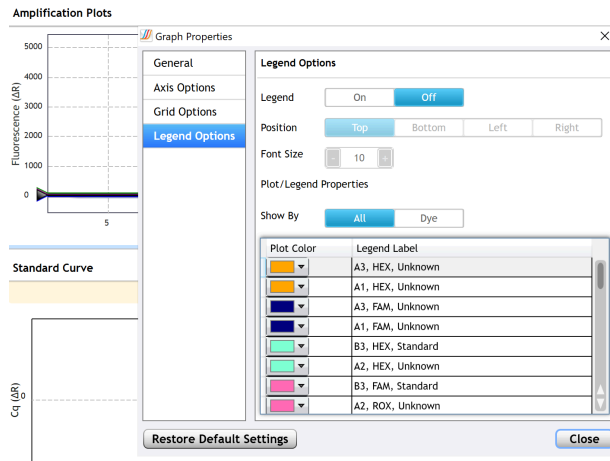 Amplification Plots
Graph Properties
5000
4000
3000
2000
1000
0
Fluorescence (ΔR)
5
General
Axis Options
Grid Options
Legend Options
Legend Options
Legend On Off
Position Top Bottom Left Right
Font Size - 10 +
Plot/Legend Properties
Show By All Dye
Plot Color Legend Label
A3, HEX, Unknown
A1, HEX, Unknown
A3, FAM, Unknown
A1, FAM, Unknown
B3, HEX, Standard
A2, HEX, Unknown
B3, FAM, Standard
A2, ROX, Unknown
Standard Curve
Cq (ΔR)
0
Restore Default Settings Close